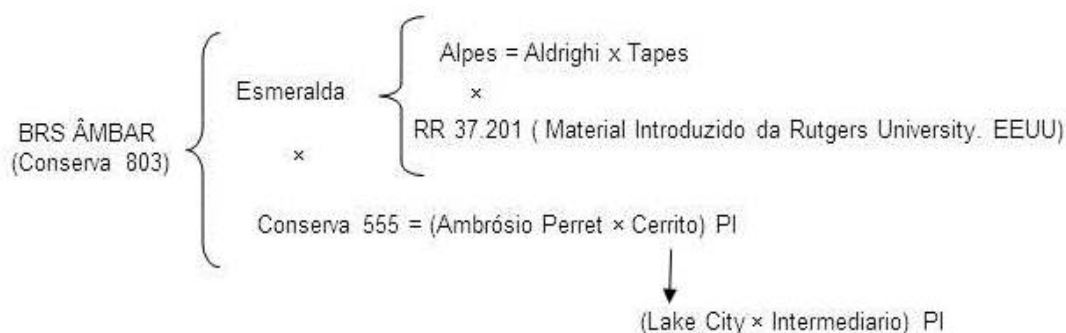 Alpes = Aldrighi x Tapes
Esmeralda
×
RR 37.201 ( Material Introduzido da Rutgers University. EEUU)
BRS ÂMBAR
(Conserva 803)
×
Conserva 555 = (Ambrósio Perret × Cerrito) PI
(Lake City × Intermediario) PI